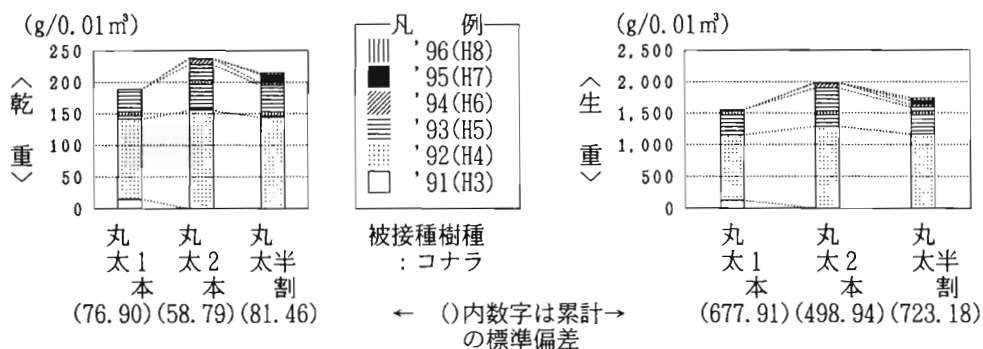 (g/0.01㎥)
250
200
150
100
50
0
〈乾重〉
丸太1本
丸太2本
丸太半割
(76.90)(58.79)(81.46)
凡 例
'96(H8)
'95(H7)
'94(H6)
'93(H5)
'92(H4)
'91(H3)
被接種樹種
：コナラ
← ()内数字は累計→
の標準偏差
(g/0.01㎥)
2,500
2,000
1,500
1,000
500
0
〈生重〉
丸太1本
丸太2本
丸太半割
(677.91)(498.94)(723.18)